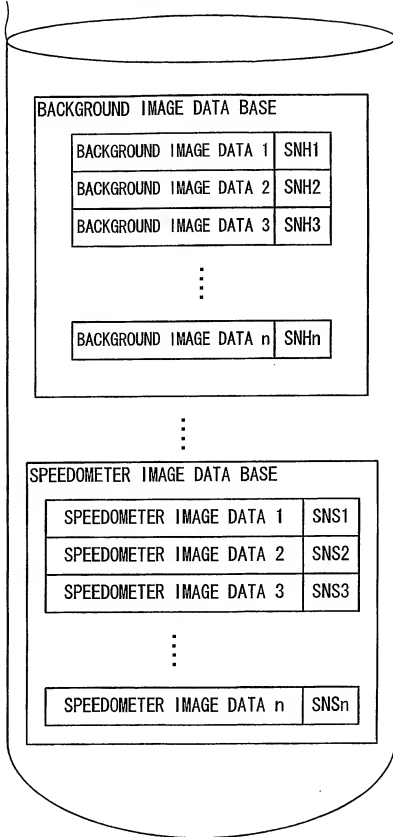 BACKGROUND IMAGE DATA BASE
BACKGROUND IMAGE DATA 1 SNH1
BACKGROUND IMAGE DATA 2 SNH2
BACKGROUND IMAGE DATA 3 SNH3
BACKGROUND IMAGE DATA n SNHn
SPEEDOMETER IMAGE DATA BASE
SPEEDOMETER IMAGE DATA 1 SNS1
SPEEDOMETER IMAGE DATA 2 SNS2
SPEEDOMETER IMAGE DATA 3 SNS3
SPEEDOMETER IMAGE DATA n SNSn